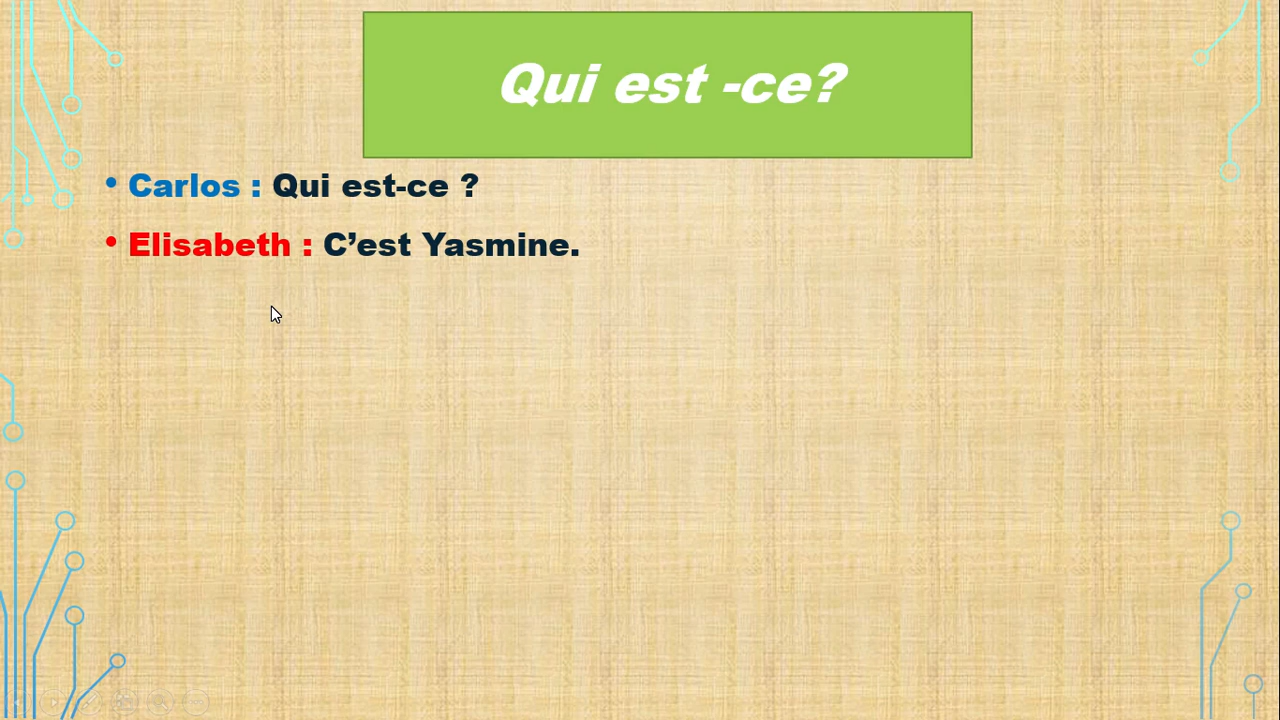 Qui est -ce?
• Carlos : Qui est-ce ?
• Elisabeth : C’est Yasmine.